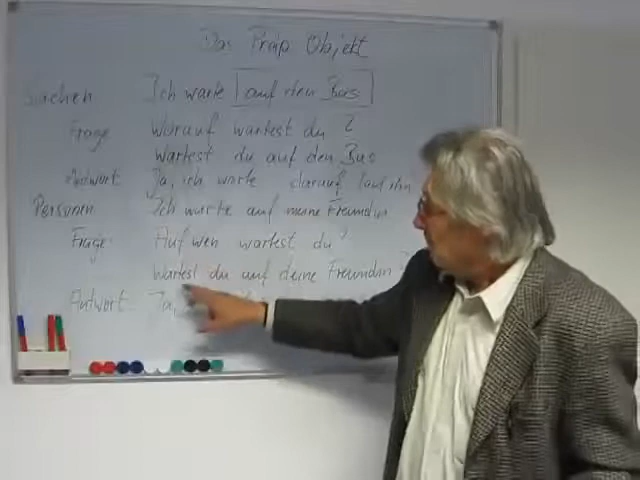 Das Präp Objekt
Sachen Ich warte auf den Bus
Frage Worauf wartest du?
Wartest du auf den Bus
Antwort Ja, ich warte darauf (auf ihn
Personen Ich warte auf meine Freundin
Frage Auf wen wartest du?
Wartest du auf deine Freundin?
Antwort Ja,